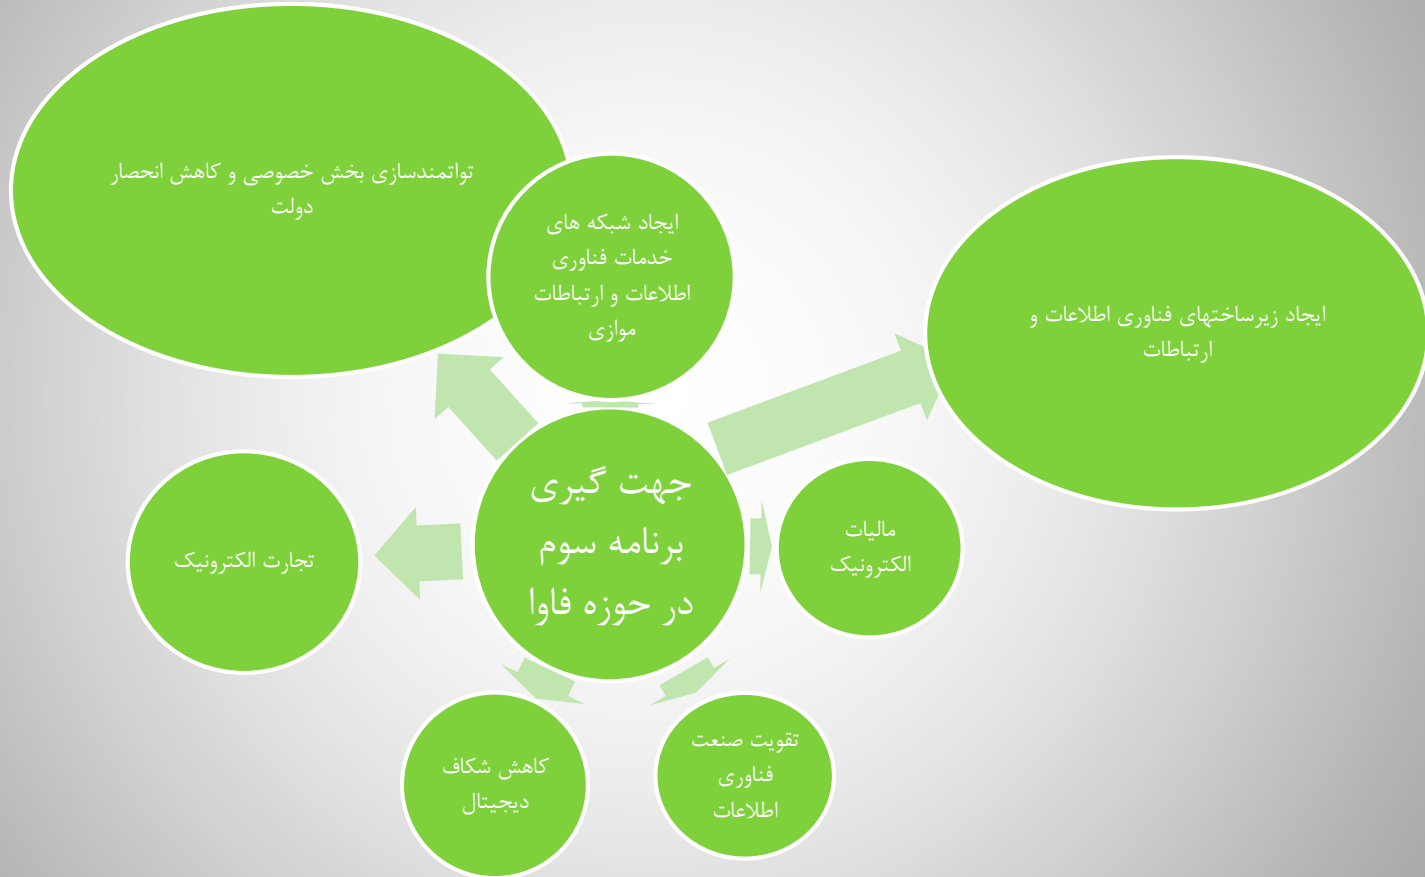 تواتمندسازی بخش خصوصی و کاهش انحصار
دولت
ایجاد شبکه های
خدمات فناوری
اطلاعات و ارتباطات
موازی
ایجاد زیرساختهای فناوری اطلاعات و
ارتباطات
جهت گیری
برنامه سوم
در حوزه فاوا
مالیات
الکترونیک
تجارت الکترونیک
تقویت صنعت
فناوری
اطلاعات
کاهش شکاف
دیجیتال